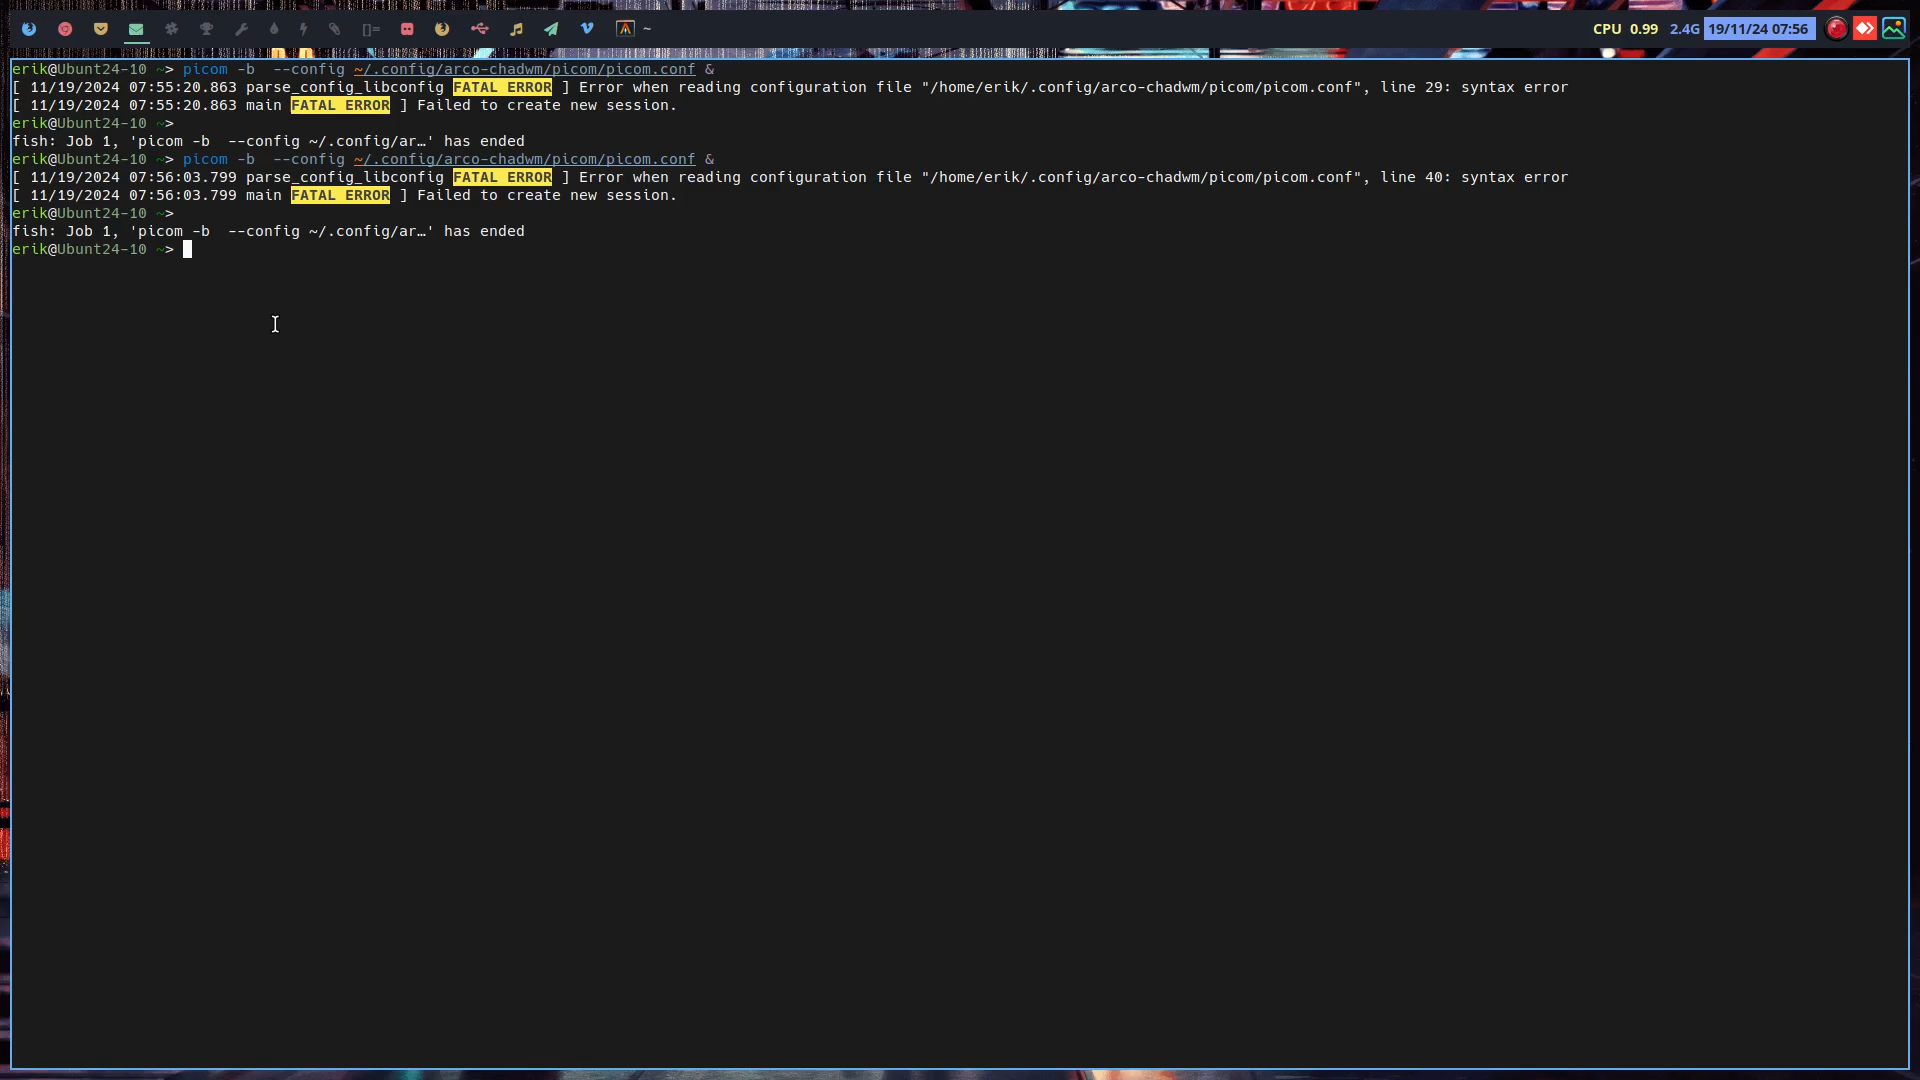 []= ~ CPU 0.99 2.4G 19/11/24 07:56
erik@Ubunt24-10 ~> picom -b  --config ~/.config/arco-chadwm/picom/picom.conf &
[ 11/19/2024 07:55:20.863 parse_config_libconfig FATAL ERROR ] Error when reading configuration file "/home/erik/.config/arco-chadwm/picom/picom.conf", line 29: syntax error
[ 11/19/2024 07:55:20.863 main FATAL ERROR ] Failed to create new session.
erik@Ubunt24-10 ~>
fish: Job 1, 'picom -b  --config ~/.config/ar…' has ended
erik@Ubunt24-10 ~> picom -b  --config ~/.config/arco-chadwm/picom/picom.conf &
[ 11/19/2024 07:56:03.799 parse_config_libconfig FATAL ERROR ] Error when reading configuration file "/home/erik/.config/arco-chadwm/picom/picom.conf", line 40: syntax error
[ 11/19/2024 07:56:03.799 main FATAL ERROR ] Failed to create new session.
erik@Ubunt24-10 ~>
fish: Job 1, 'picom -b  --config ~/.config/ar…' has ended
erik@Ubunt24-10 ~>